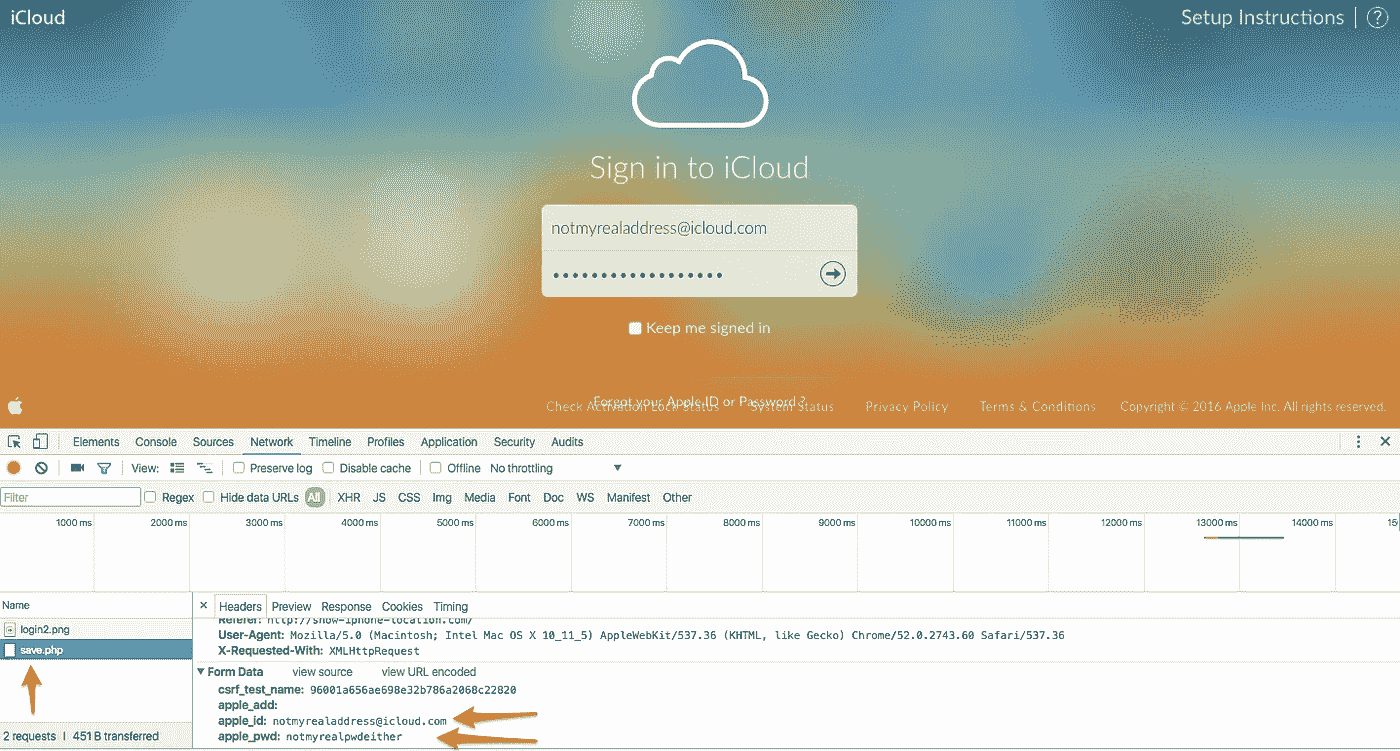 iCloud
Setup Instructions
Sign in to iCloud
notmyrealaddress@icloud.com
Keep me signed in
Forgot your Apple ID or Password ?
Check Activation Lock Status System Status Privacy Policy Terms & Conditions Copyright © 2016 Apple Inc. All rights reserved.
Elements Console Sources Network Timeline Profiles Application Security Audits
View: Preserve log Disable cache Offline No throttling
Filter Regex Hide data URLs All XHR JS CSS Img Media Font Doc WS Manifest Other
1000 ms 2000 ms 3000 ms 4000 ms 5000 ms 6000 ms 7000 ms 8000 ms 9000 ms 10000 ms 11000 ms 12000 ms 13000 ms 14000 ms 15
Name
login2.png
save.php
2 requests | 451 B transferred
Headers Preview Response Cookies Timing
Referer: http://show-iphone-location.com/
User-Agent: Mozilla/5.0 (Macintosh; Intel Mac OS X 10_11_5) AppleWebKit/537.36 (KHTML, like Gecko) Chrome/52.0.2743.60 Safari/537.36
X-Requested-With: XMLHttpRequest
Form Data view source view URL encoded
csrf_test_name: 96001a656ae698e32b786a2068c22820
apple_add:
apple_id: notmyrealaddress@icloud.com
apple_pwd: notmyrealpwdeither